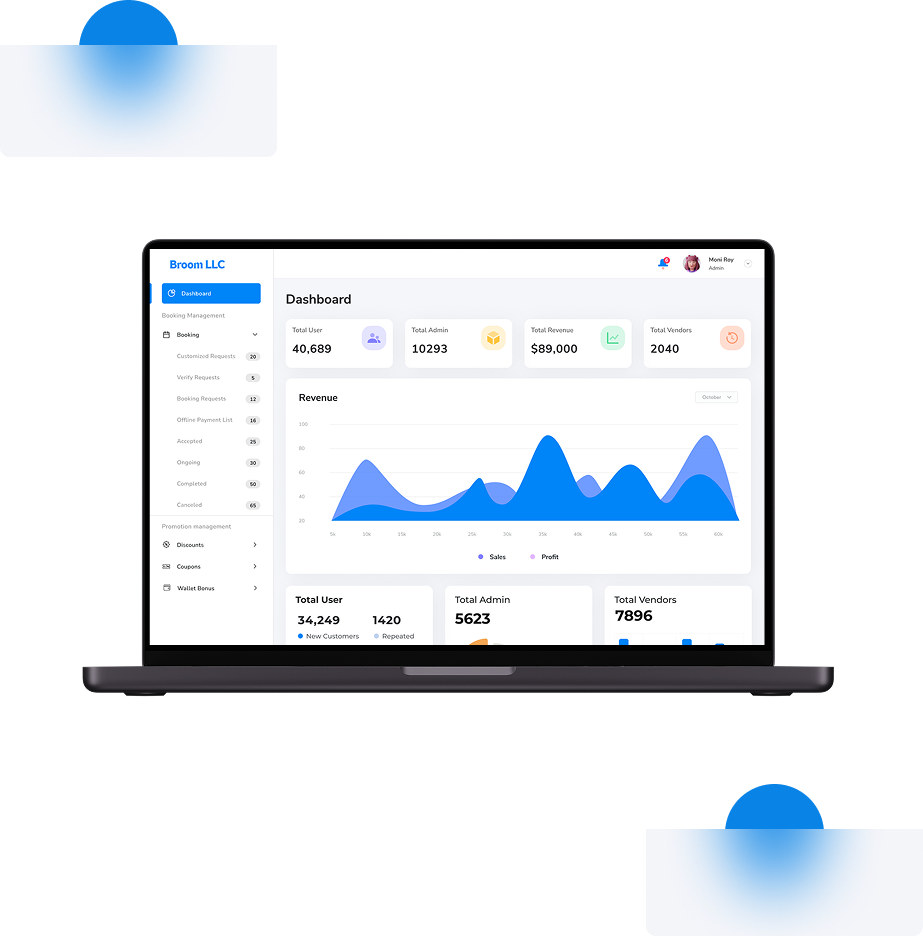 Broom LLC
6
Moni Roy
Admin
Dashboard
Booking Management
Booking
Customized Requests 20
Verify Requests 5
Booking Requests 12
Offline Payment List 16
Accepted 25
Ongoing 30
Completed 50
Canceled 65
Promotion management
Discounts
Coupons
Wallet Bonus
Dashboard
Total User
40,689
Total Admin
10293
Total Revenue
$89,000
Total Vendors
2040
Revenue
October
100
80
60
40
20
5k 10k 15k 20k 25k 30k 35k 40k 45k 50k 55k 60k
Sales Profit
Total User
34,249 1420
New Customers Repeated
Total Admin
5623
Total Vendors
7896